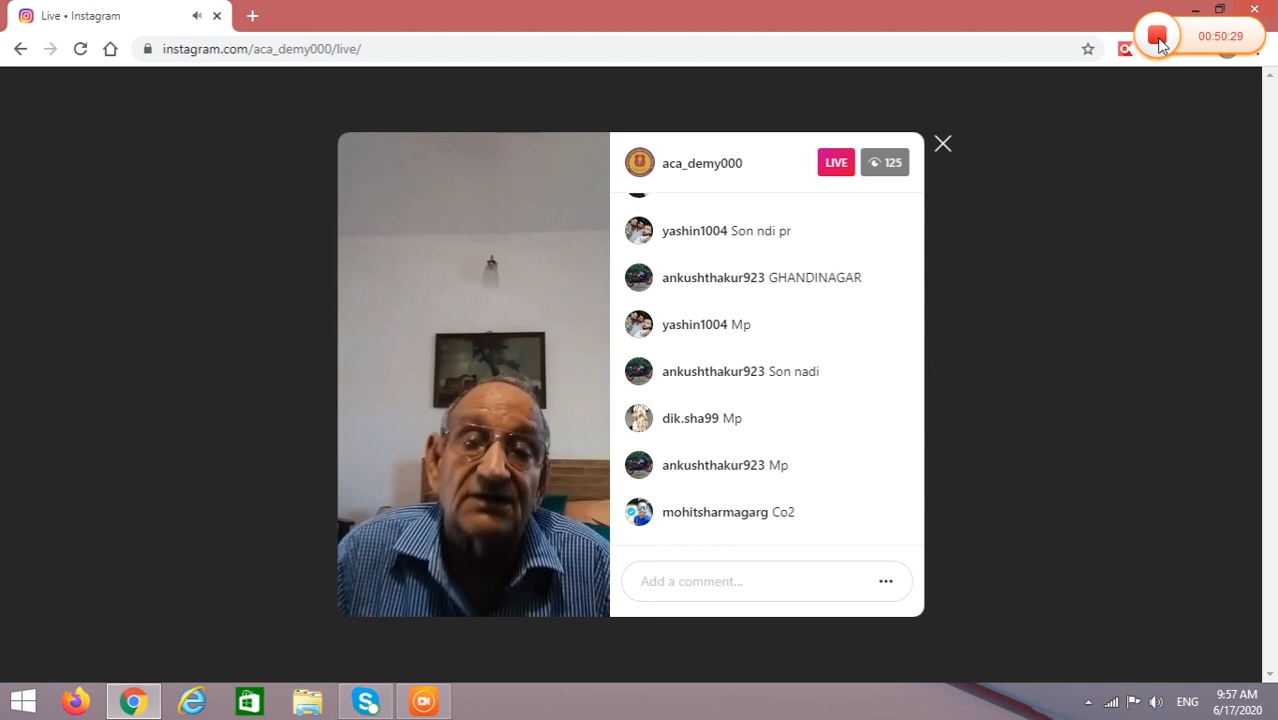 Live • Instagram
00:50:29
instagram.com/aca_demy000/live/
aca_demy000
LIVE
125
yashin1004 Son ndi pr
ankushthakur923 GHANDINAGAR
yashin1004 Mp
ankushthakur923 Son nadi
dik.sha99 Mp
ankushthakur923 Mp
mohitsharmagarg Co2
Add a comment...
ENG
9:57 AM
6/17/2020